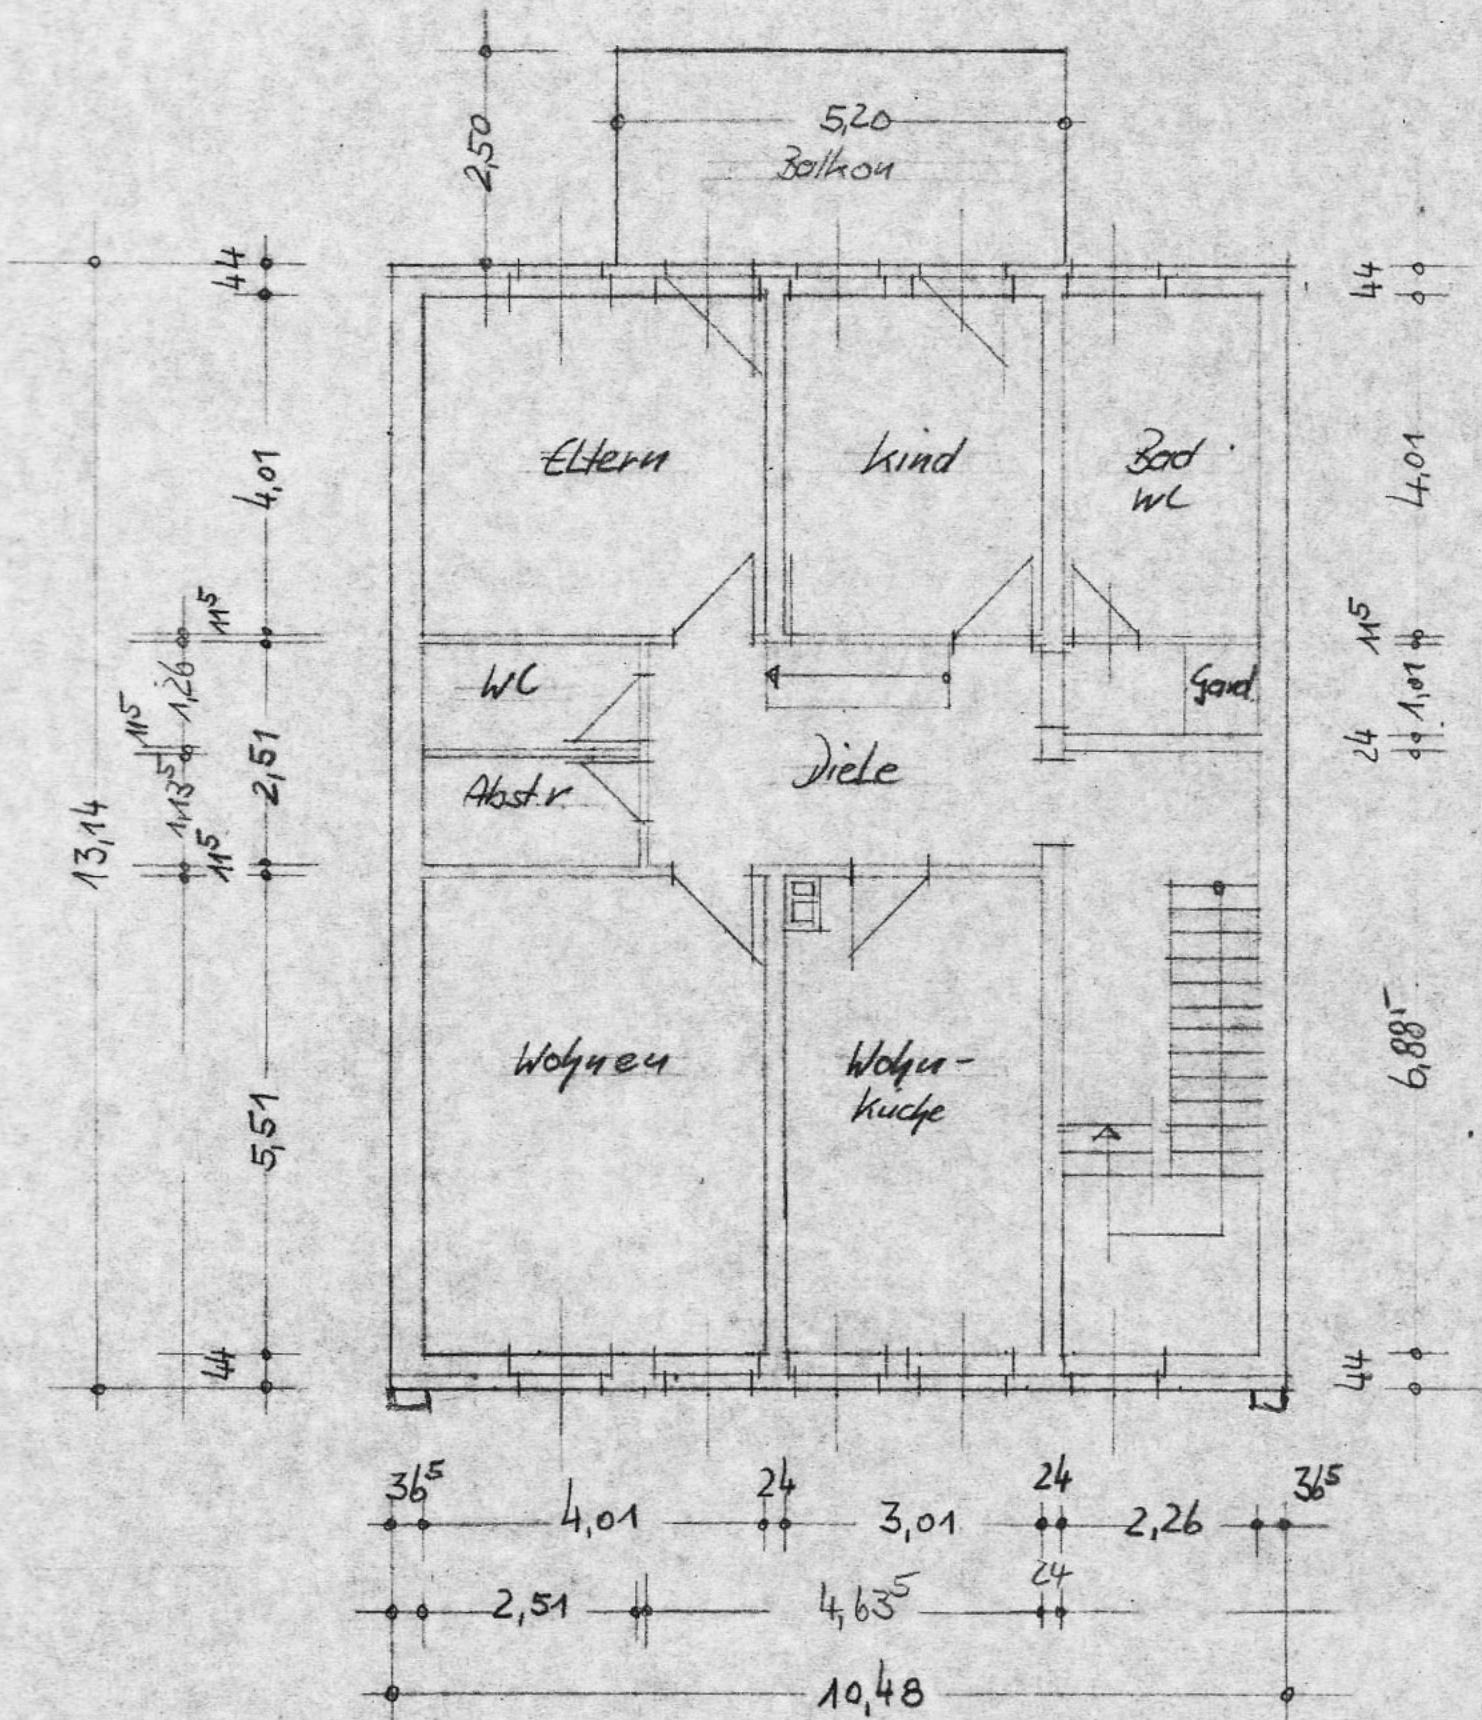 5,20
Balkon
2,50
44
44
4,01
4,01
Eltern
Kind
Bad
WC
11⁵
11⁵
1,26
WC
Gard.
1,01
11⁵
24
2,51
Diele
Abstr.
1,13⁵
11⁵
13,14
Wohnen
Wohn-
küche
6,88⁵
5,51
44
44
36⁵
24
24
36⁵
4,01
3,01
2,26
24
2,51
4,63⁵
10,48